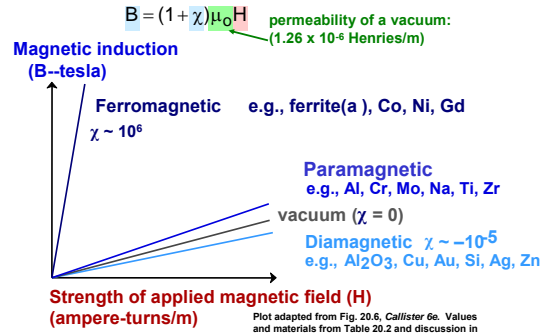 B = (1 + χ)μoH
permeability of a vacuum:
(1.26 x 10-6 Henries/m)
Magnetic induction
(B--tesla)
Ferromagnetic e.g., ferrite(a ), Co, Ni, Gd
χ ~ 10⁶
Paramagnetic
e.g., Al, Cr, Mo, Na, Ti, Zr
vacuum (χ = 0)
Diamagnetic χ ~ –10-5
e.g., Al2O3, Cu, Au, Si, Ag, Zn
Strength of applied magnetic field (H)
(ampere-turns/m)
Plot adapted from Fig. 20.6, Callister 6e. Values
and materials from Table 20.2 and discussion in